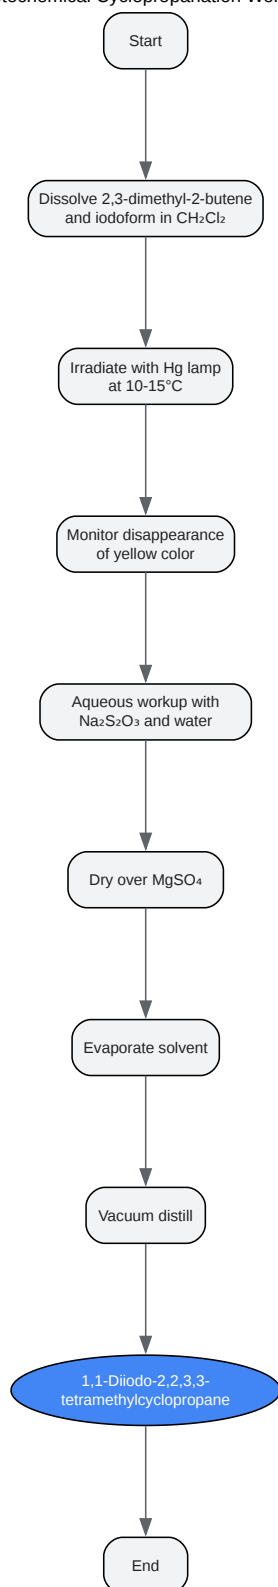 Cyclopropanation
Start
Dissolve 2,3-dimethyl-2-butene
and iodoform in CH₂Cl₂
Irradiate with Hg lamp
at 10-15°C
Monitor disappearance
of yellow color
Aqueous workup with
Na₂S₂O₃ and water
Dry over MgSO₄
Evaporate solvent
Vacuum distill
1,1-Diiodo-2,2,3,3-
tetramethylcyclopropane
End